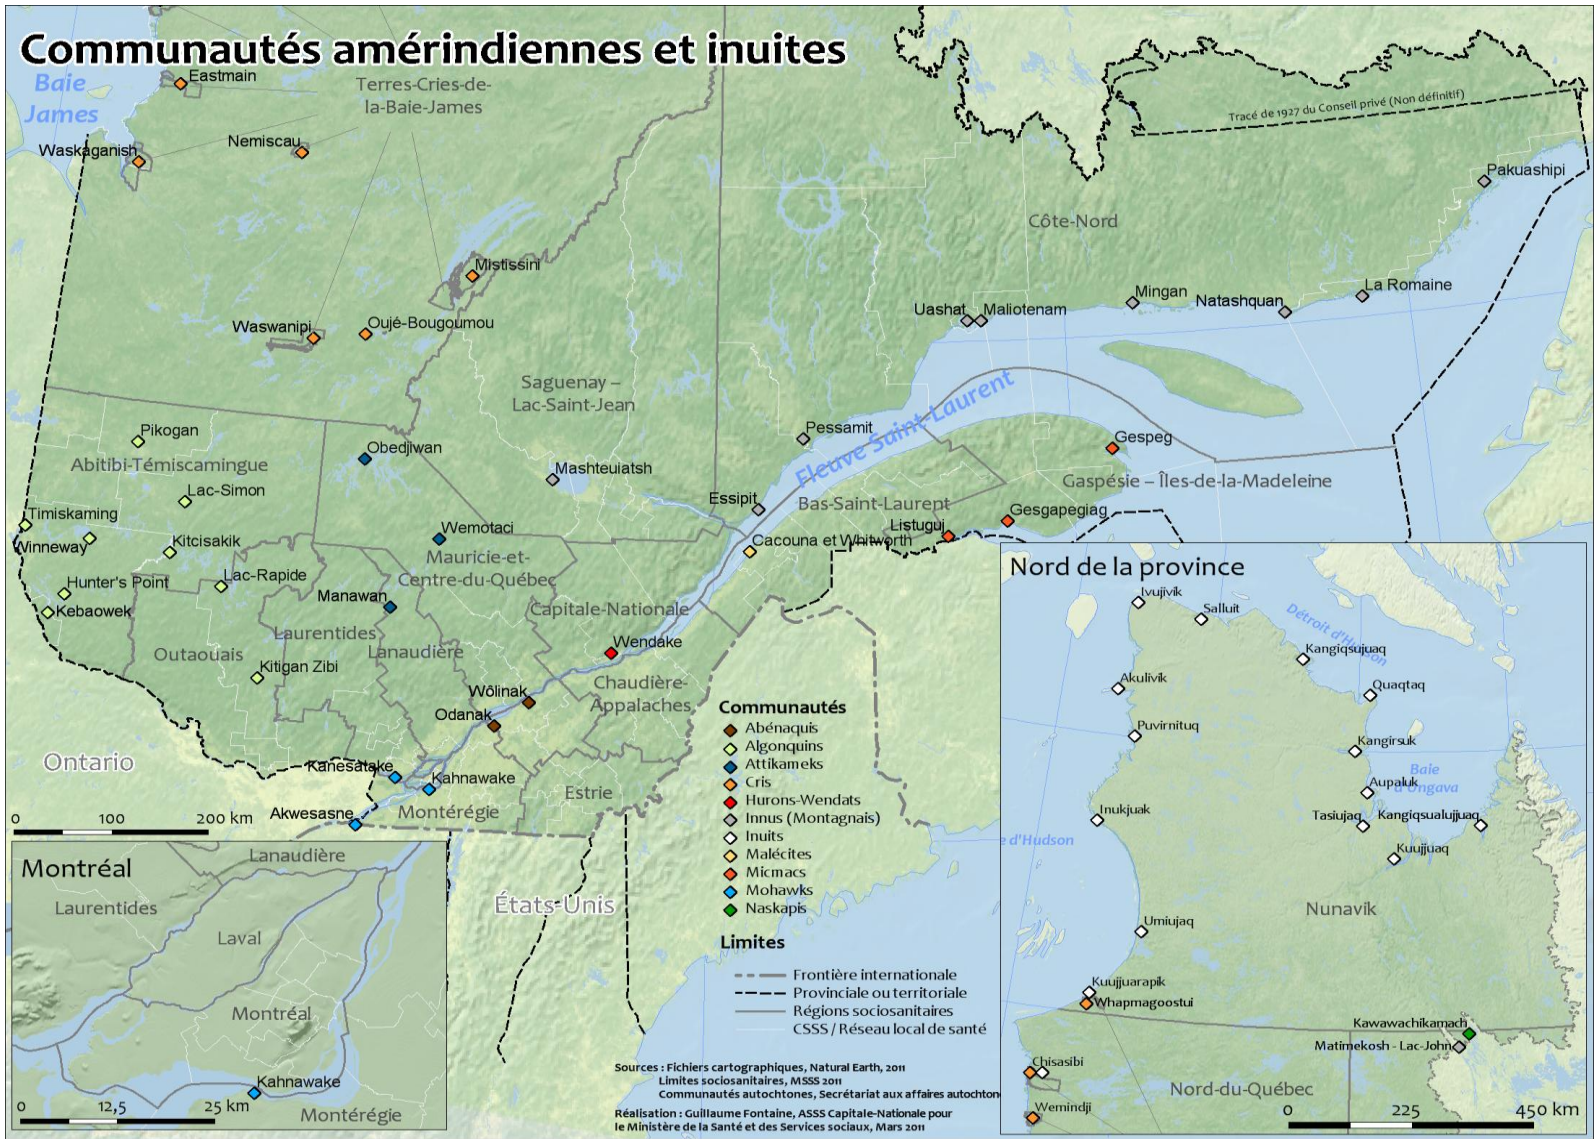 Communautés amérindiennes et inuites
Baie
James
Eastmain
Terres-Cries-de-
la-Baie-James
Tracé de 1927 du Conseil privé (Non définitif)
Waskaganish
Nemiscau
Pakuashipi
Côte-Nord
Mistissini
La Romaine
Mingan
Natashquan
Uashat
Maliotenam
Waswanipi
Oujé-Bougoumou
Saguenay –
Lac-Saint-Jean
Fleuve Saint-Laurent
Pikogan
Pessamit
Gespeg
Obedjiwan
Abitibi-Témiscamingue
Mashteuiatsh
Gaspésie – Îles-de-la-Madeleine
Lac-Simon
Essipit
Bas-Saint-Laurent
Timiskaming
Gesgapegiag
Wemotaci
Listuguj
Winneway
Kitcisakik
Cacouna et Whitworth
Mauricie-et-
Centre-du-Québec
Hunter's Point
Lac-Rapide
Manawan
Kebaowek
Capitale-Nationale
Laurentides
Lanaudière
Wendake
Outaouais
Kitigan Zibi
Chaudière-
Appalaches
Wôlinak
Odanak
Ontario
Kanesatake
Kahnawake
Estrie
Akwesasne
Montérégie
0 100 200 km
États-Unis
Communautés
Abénaquis
Algonquins
Attikameks
Cris
Hurons-Wendats
Innus (Montagnais)
Inuits
Malécites
Micmacs
Mohawks
Naskapis
Limites
Frontière internationale
Provinciale ou territoriale
Régions sociosanitaires
CSSS / Réseau local de santé
Sources : Fichiers cartographiques, Natural Earth, 2011
Limites sociosanitaires, MSSS 2011
Communautés autochtones, Secrétariat aux affaires autochton
Réalisation : Guillaume Fontaine, ASSS Capitale-Nationale pour
le Ministère de la Santé et des Services sociaux, Mars 2011
Montréal
Lanaudière
Laurentides
Laval
Montréal
Kahnawake
Montérégie
0 12,5 25 km
Nord de la province
Ivujivik
Salluit
Détroit d'Hudson
Kangiqsujuaq
Akulivik
Quaqtaq
Puvirnituq
Kangirsuk
Baie
d'Ungava
Aupaluk
Inukjuak
Tasiujaq
Kangiqsualujjuaq
e d'Hudson
Kuujjuaq
Nunavik
Umiujaq
Kuujjuarapik
Whapmagoostui
Kawawachikamach
Matimekosh - Lac-John
Chisasibi
Nord-du-Québec
Wemindji
0 225 450 km